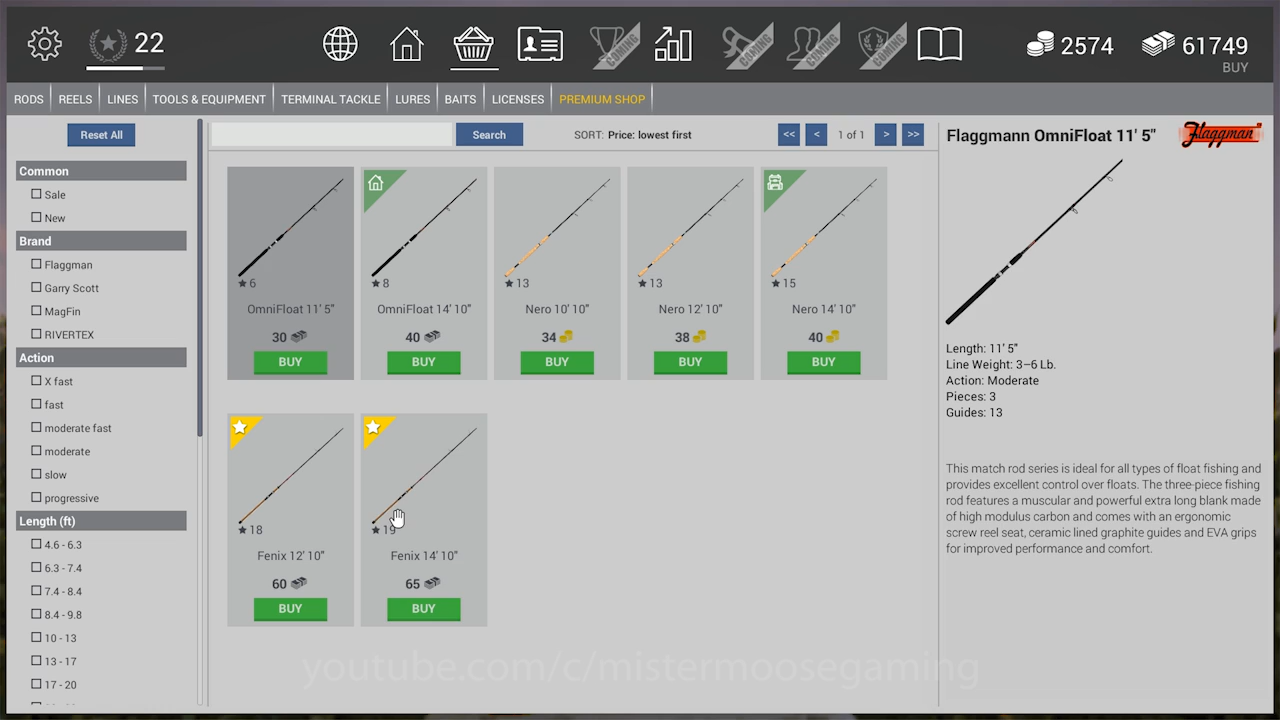 22
COMING
COMING
COMING
COMING
2574
61749
BUY
RODS
REELS
LINES
TOOLS & EQUIPMENT
TERMINAL TACKLE
LURES
BAITS
LICENSES
PREMIUM SHOP
Reset All
Search
SORT: Price: lowest first
<<
<
1 of 1
>
>>
Common
Sale
New
Brand
Flaggman
Garry Scott
MagFin
RIVERTEX
Action
X fast
fast
moderate fast
moderate
slow
progressive
Length (ft)
4.6 - 6.3
6.3 - 7.4
7.4 - 8.4
8.4 - 9.8
10 - 13
13 - 17
17 - 20
6
OmniFloat 11' 5"
30
BUY
8
OmniFloat 14' 10"
40
BUY
13
Nero 10' 10"
34
BUY
13
Nero 12' 10"
38
BUY
15
Nero 14' 10"
40
BUY
18
Fenix 12' 10"
60
BUY
19
Fenix 14' 10"
65
BUY
Flaggmann OmniFloat 11' 5"
Flaggman
Length: 11' 5"
Line Weight: 3–6 Lb.
Action: Moderate
Pieces: 3
Guides: 13
This match rod series is ideal for all types of float fishing and
provides excellent control over floats. The three-piece fishing
rod features a muscular and powerful extra long blank made
of high modulus carbon and comes with an ergonomic
screw reel seat, ceramic lined graphite guides and EVA grips
for improved performance and comfort.
youtube.com/c/mistermoosegaming